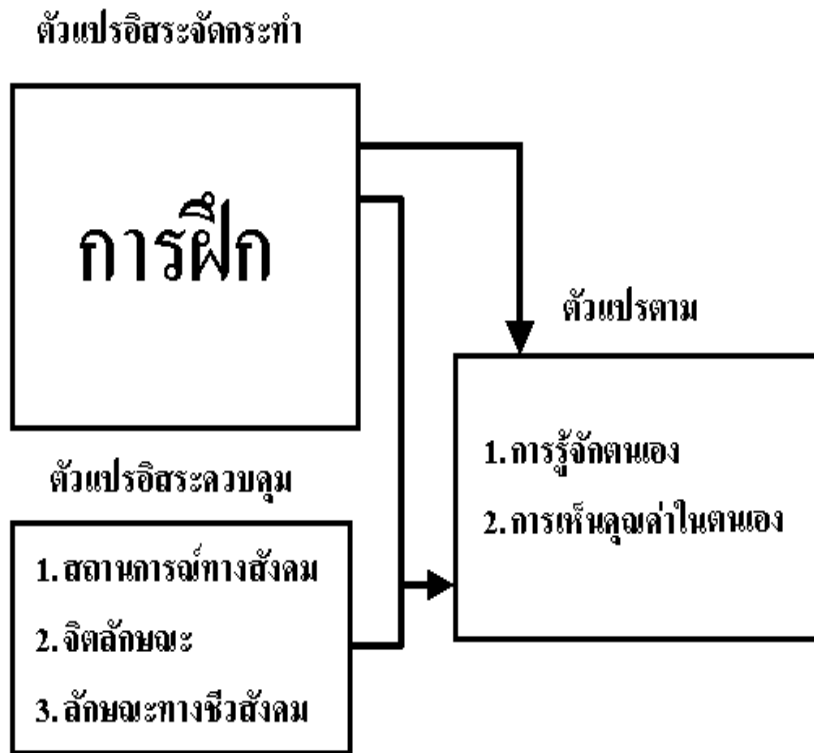 ตัวแปรอิสระจัดกระทำ
การฝึก
ตัวแปรตาม
1. การรู้จักตนเอง
2. การเห็นคุณค่าในตนเอง
ตัวแปรอิสระควบคุม
1. สถานการณ์ทางสังคม
2. จิตลักษณะ
3. ลักษณะทางชีวสังคม